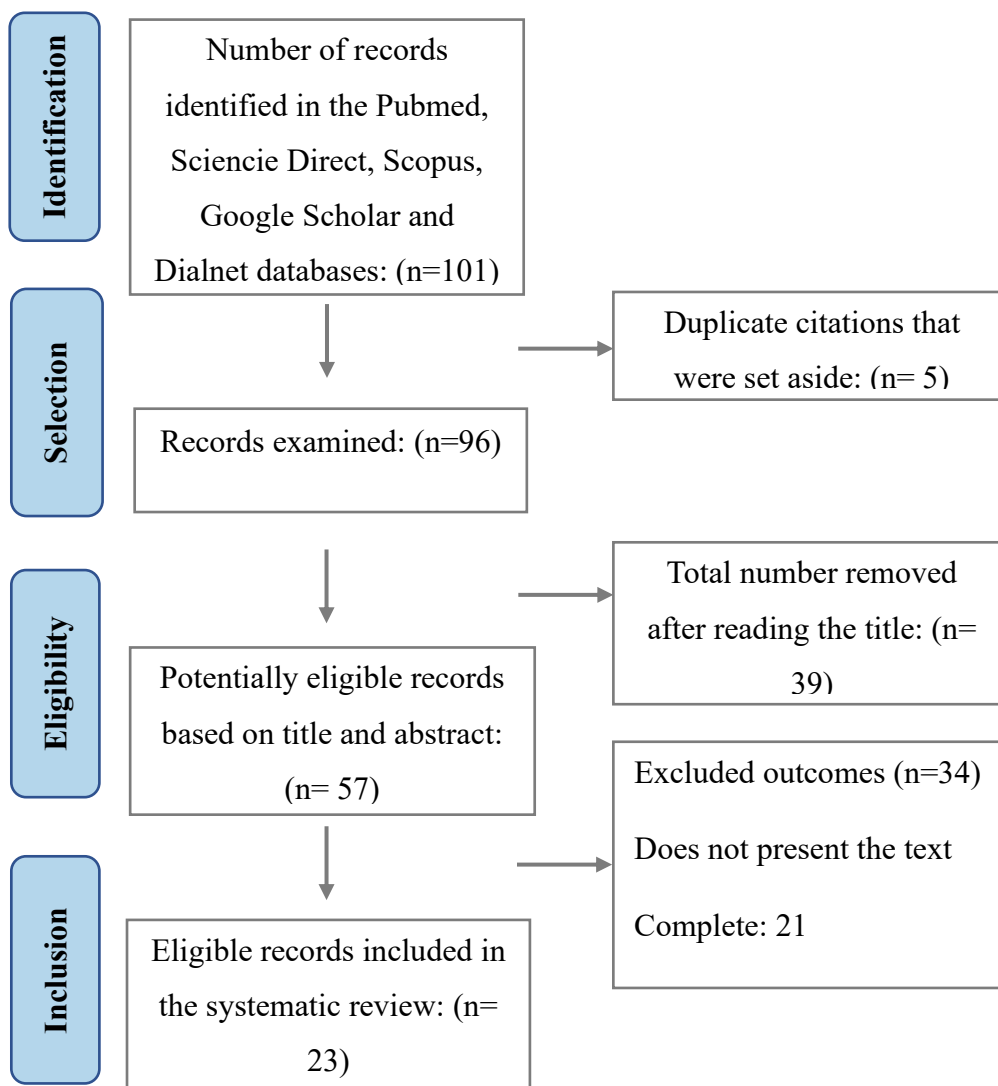 Identification
Number of records
identified in the Pubmed,
Sciencie Direct, Scopus,
Google Scholar and
Dialnet databases: (n=101)
Selection
Duplicate citations that
were set aside: (n= 5)
Records examined: (n=96)
Eligibility
Total number removed
after reading the title: (n=
39)
Potentially eligible records
based on title and abstract:
(n= 57)
Excluded outcomes (n=34)
Does not present the text
Complete: 21
Inclusion
Eligible records included in
the systematic review: (n=
23)